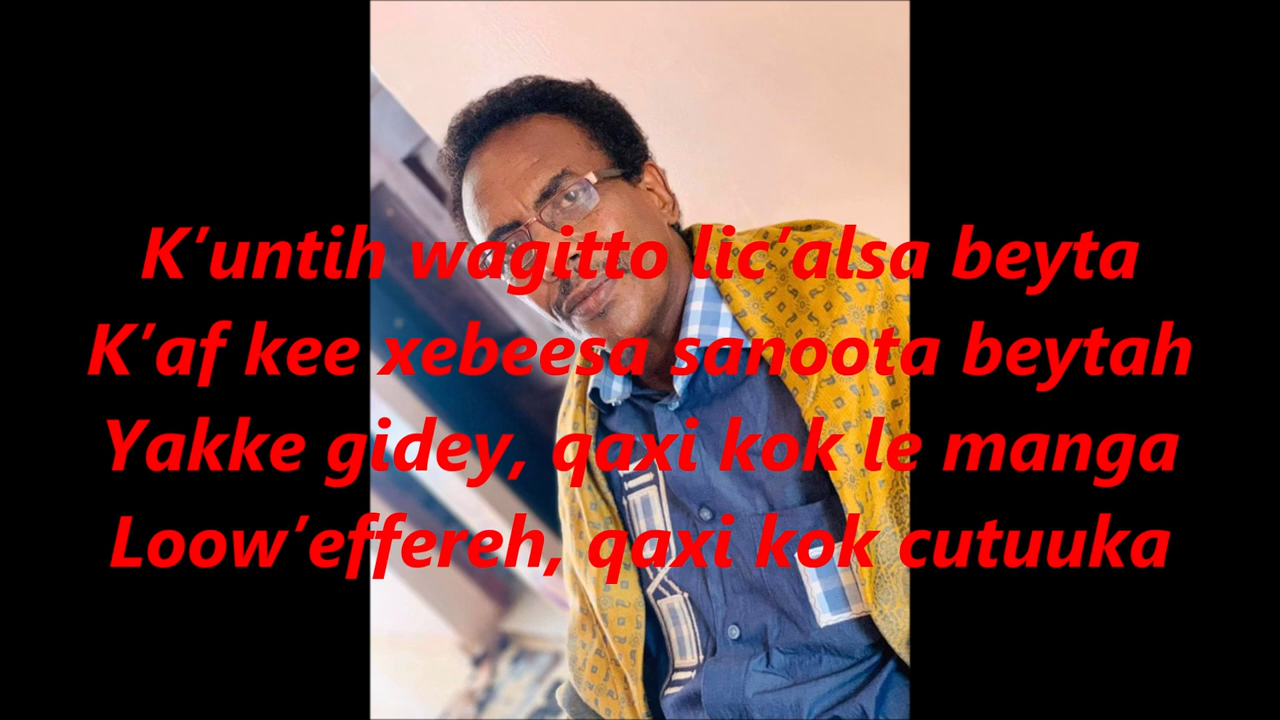 K’untih wagitto lic’alsa beyta
K’af kee xebeesa sanoota beytah
Yakke gidey, qaxi kok le manga
Loow’effereh, qaxi kok cutuuka